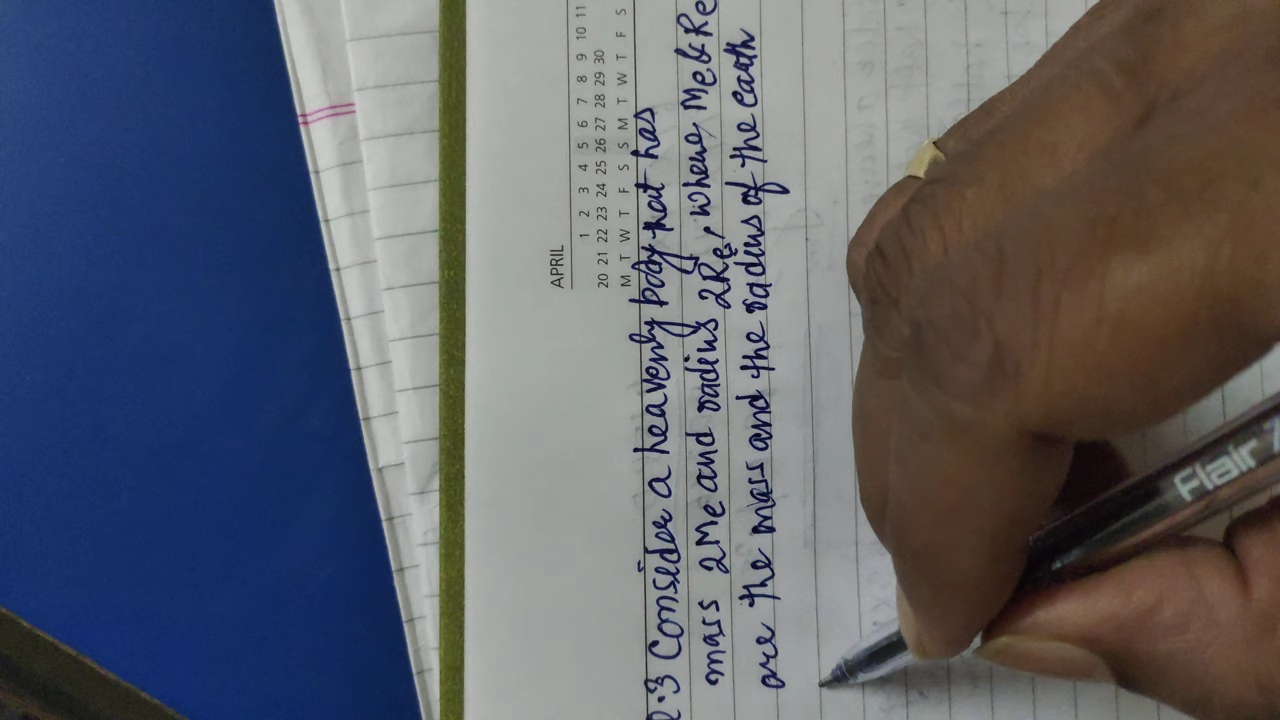 APRIL
1 2 3 4 5 6 7 8 9 10 11
20 21 22 23 24 25 26 27 28 29 30
M T W T F S S M T W T F S
Q.3 Consider a heavenly body that has
mass 2Me and radius 2Re, where, Me & Re
are the mass and the radius of the earth
Flair